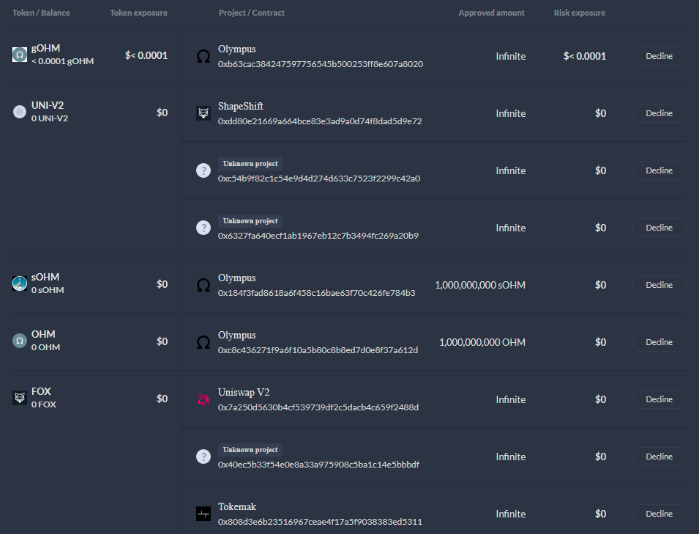 Token / Balance Token exposure Project / Contract Approved amount Risk exposure
gOHM
< 0.0001 gOHM
$< 0.0001
Olympus
0xb63cac384247597756545b500253ff8e607a8020
Infinite
$< 0.0001
Decline
UNI-V2
0 UNI-V2
$0
ShapeShift
0xdd80e21669a664bce83e3ad9a0d74f8dad5d9e72
Infinite
$0
Decline
Unknown project
0xc54b9f82c1c54e9d4d274d633c7523f2299c42a0
Infinite
$0
Decline
Unknown project
0x6327fa640ecf1ab1967eb12c7b3494fc269a20b9
Infinite
$0
Decline
sOHM
0 sOHM
$0
Olympus
0x184f3fad8618a6f458c16bae63f70c426fe784b3
1,000,000,000 sOHM
$0
Decline
OHM
0 OHM
$0
Olympus
0xc8c436271f9a6f10a5b80c8b8ed7d0e8f37a612d
1,000,000,000 OHM
$0
Decline
FOX
0 FOX
$0
Uniswap V2
0x7a250d5630b4cf539739df2c5dacb4c659f2488d
Infinite
$0
Decline
Unknown project
0x40ec5b33f54e0e8a33a975908c5ba1c14e5bbbdf
Infinite
$0
Decline
Tokemak
0x808d3e6b23516967ceae4f17a5f9038383ed5311
Infinite
$0
Decline